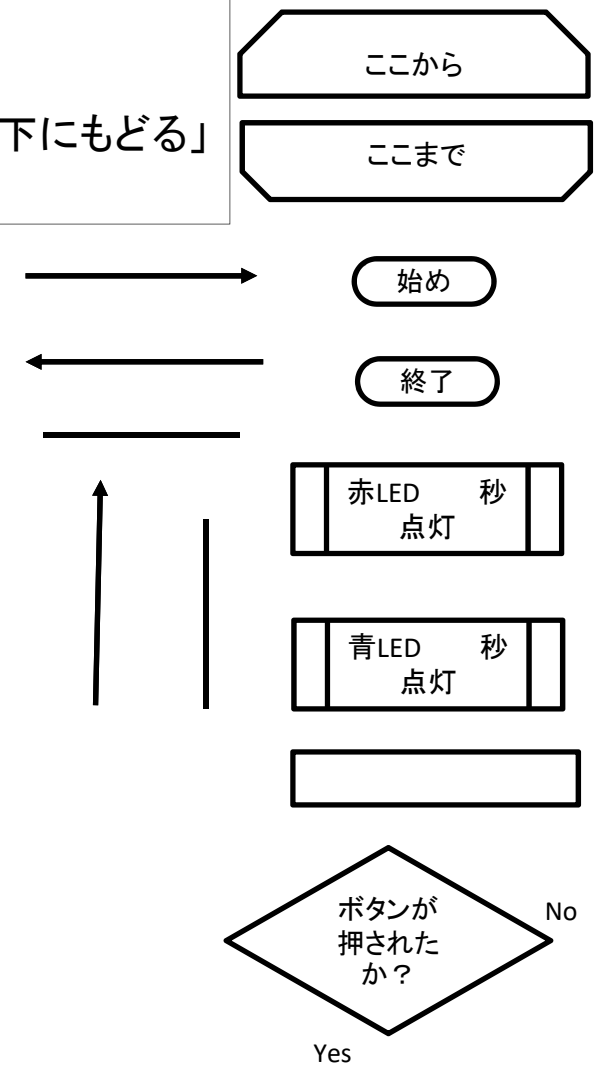 ここから
下にもどる」
ここまで
始め
終了
赤LED　　秒
点灯
青LED　　秒
点灯
ボタンが
押された
か？
No
Yes